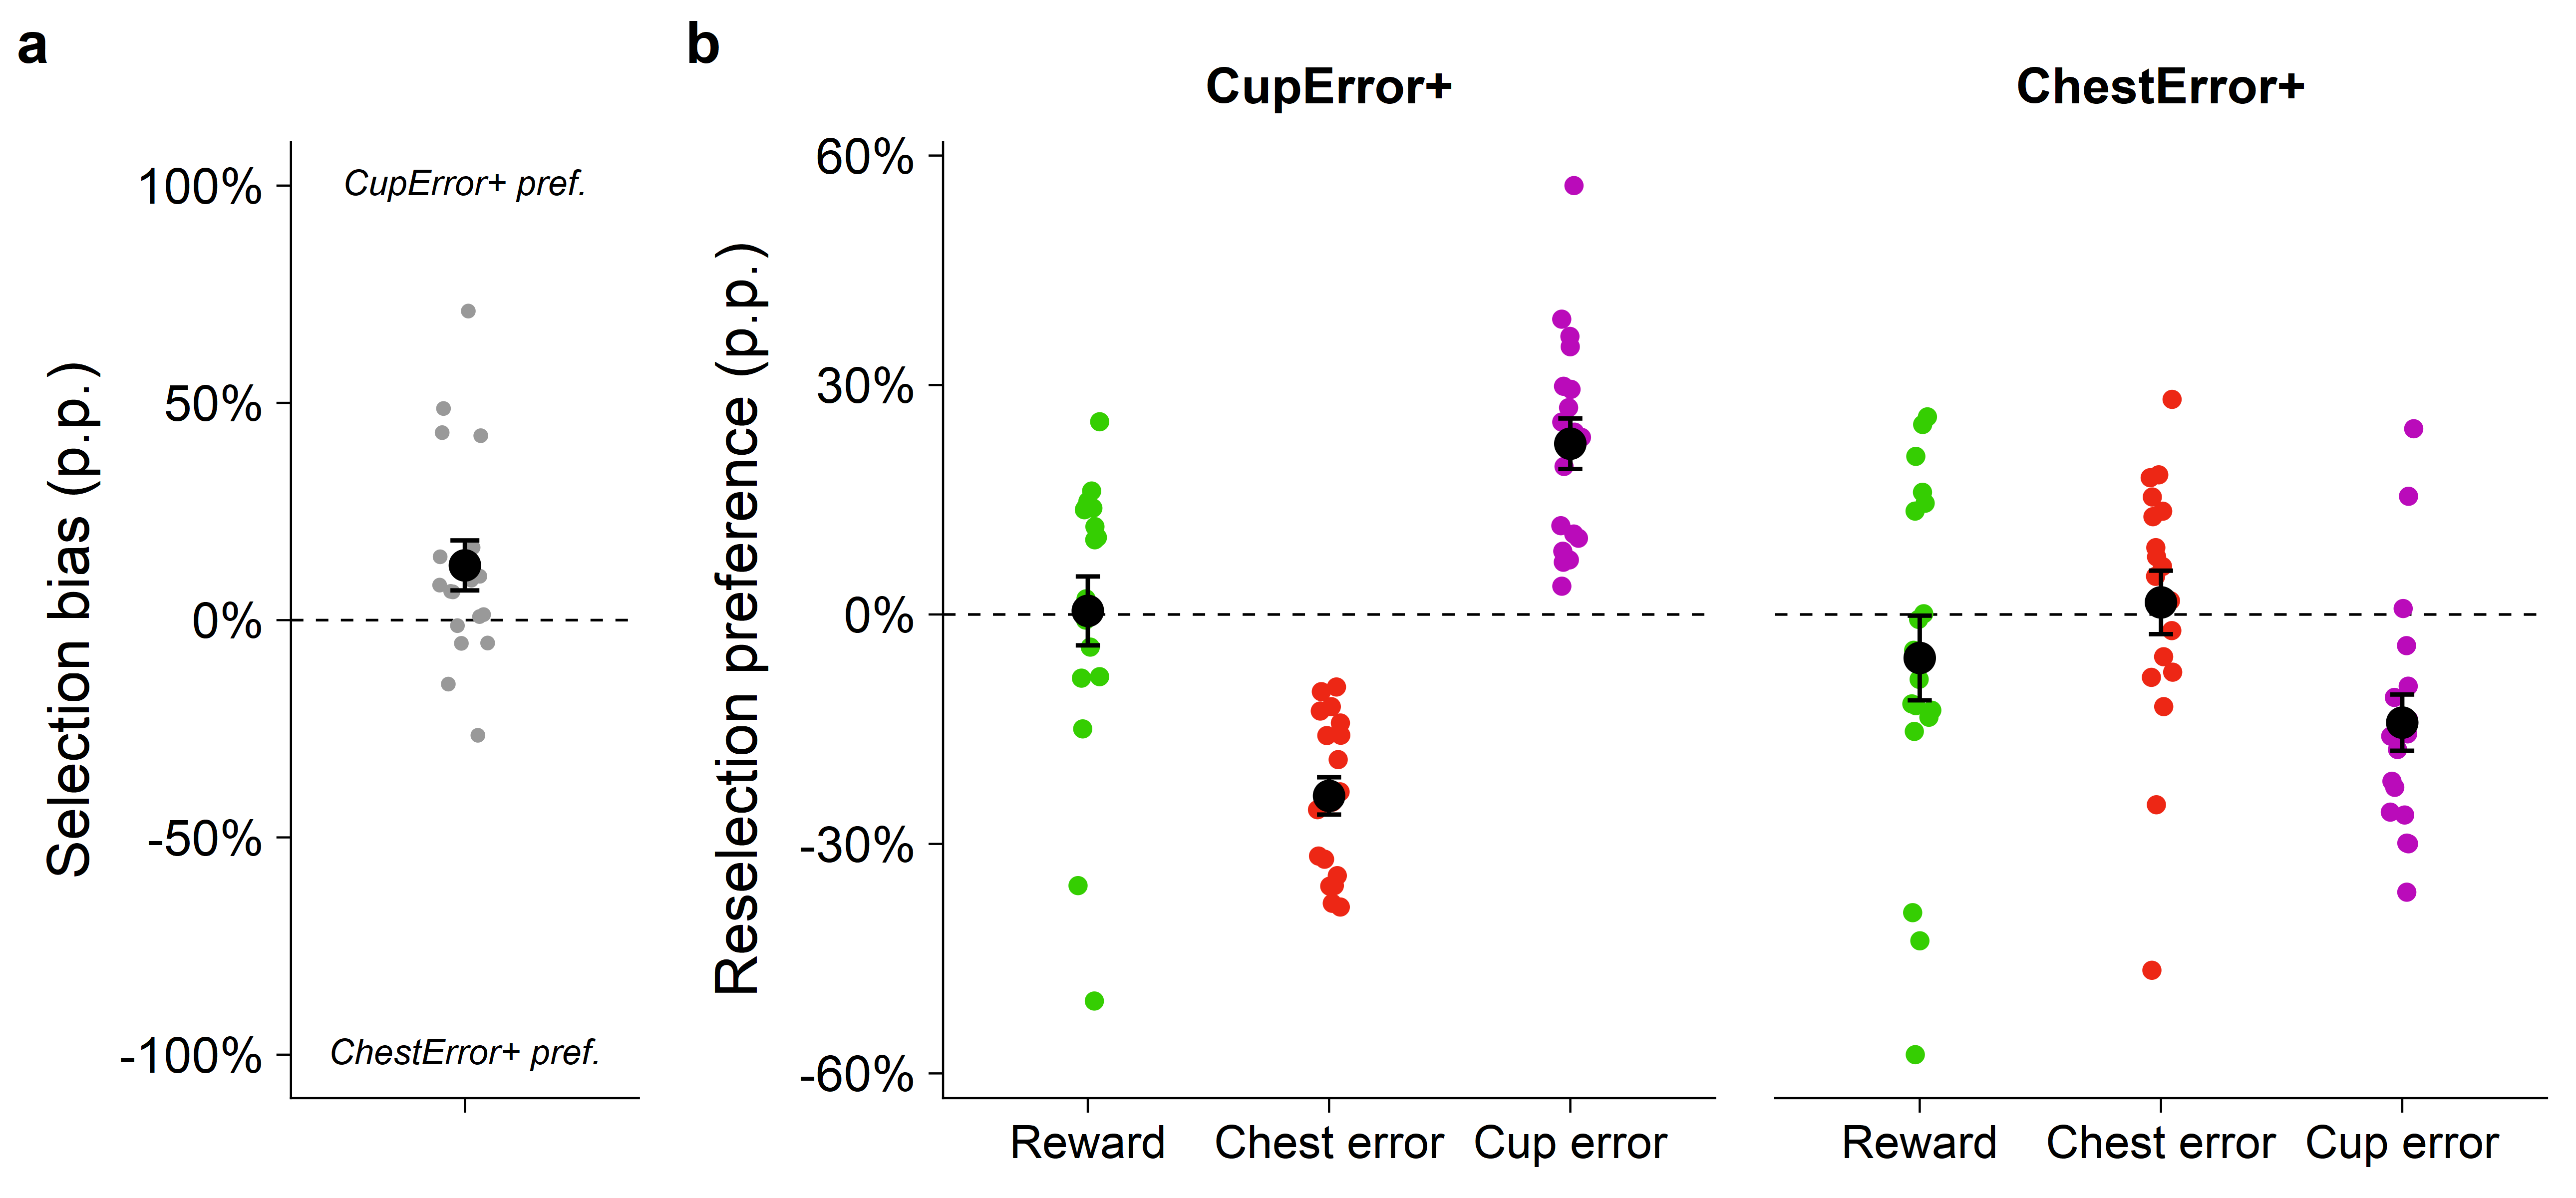 a
Selection bias (p.p.)
100%
50%
0%
-50%
-100%
CupError+ pref.
ChestError+ pref.
b
Reselection preference (p.p.)
60%
30%
0%
-30%
-60%
CupError+
Reward
Chest error
Cup error
ChestError+
Reward
Chest error
Cup error